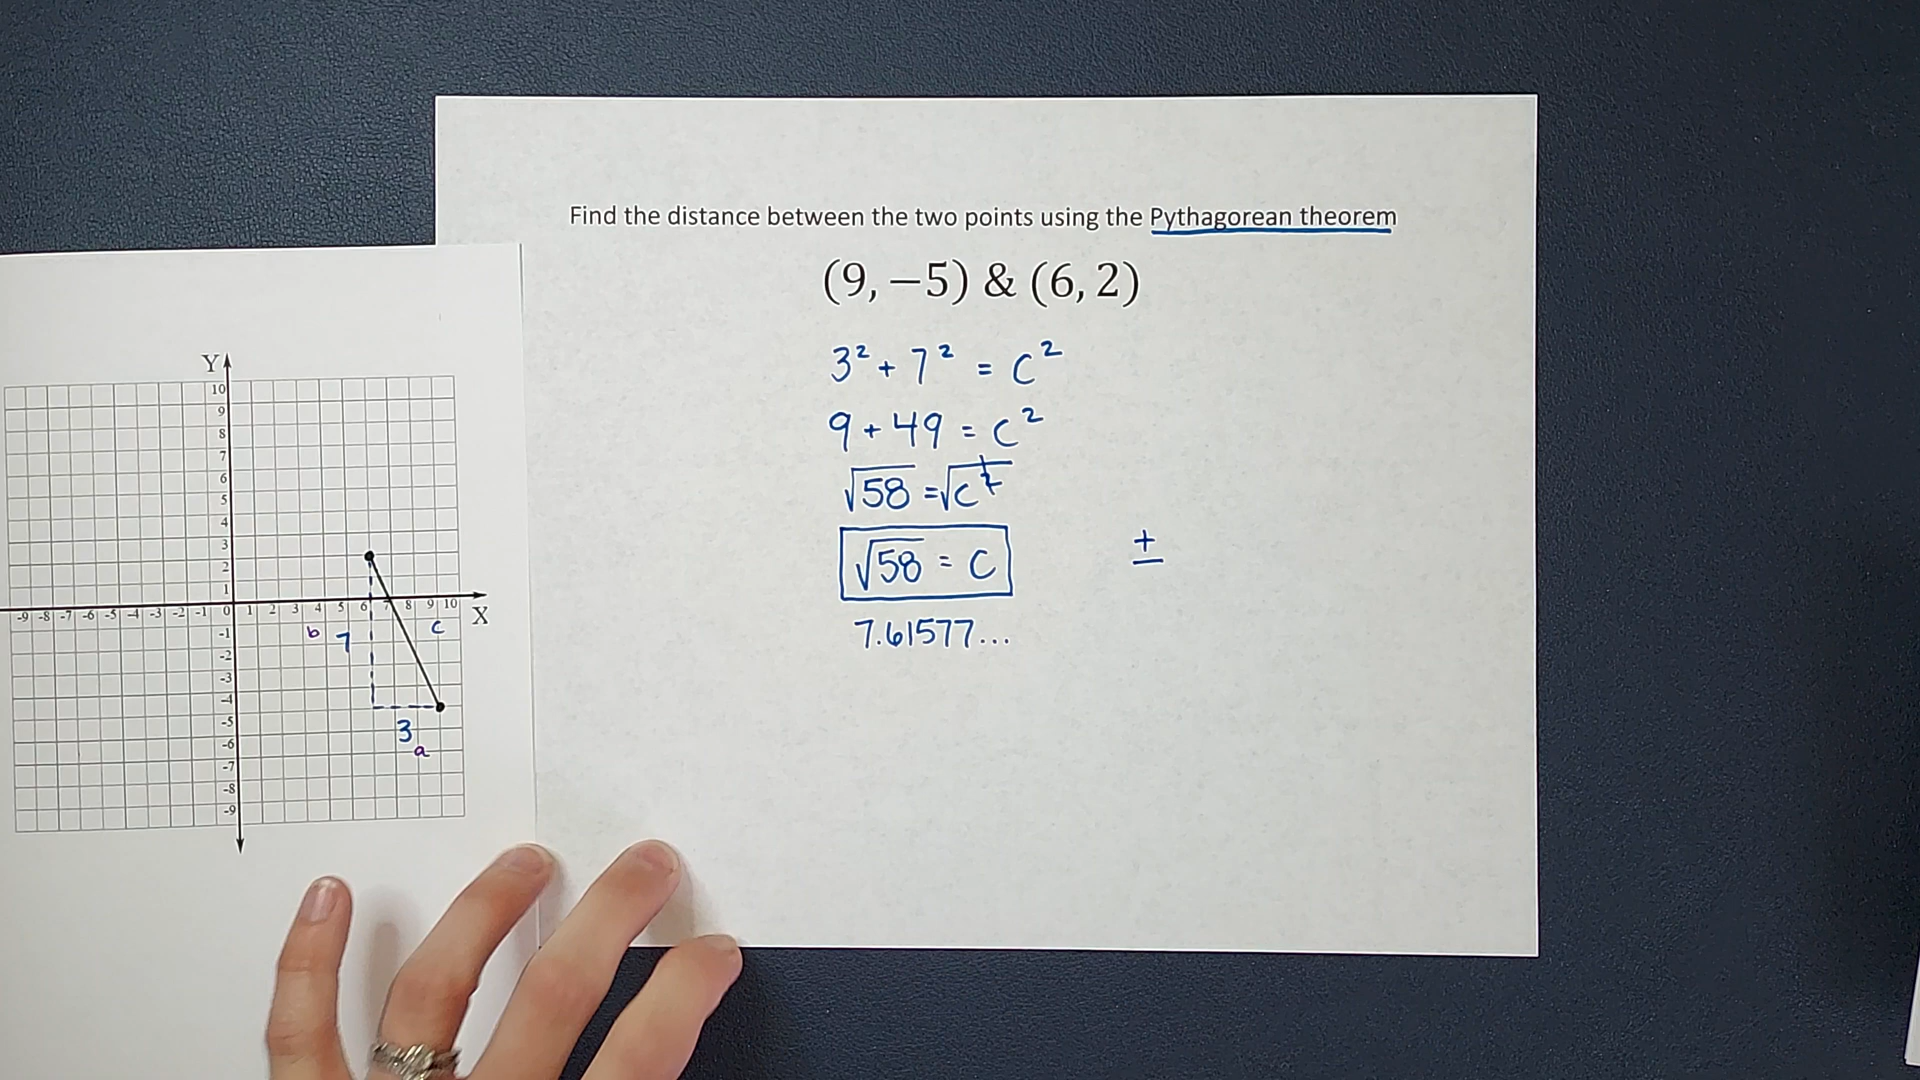 Find the distance between the two points using the Pythagorean theorem
(9, −5) & (6, 2)
3² + 7² = c²
9 + 49 = c²
√58 = √c²
√58 = c
±
7.61577...
Y
10
9
8
7
6
5
4
3
2
1
-9 -8 -7 -6 -5 -4 -3 -2 -1 0 1 2 3 4 5 6 7 8 9 10 X
b 7 c
-1
-2
-3
-4
-5
-6
-7
-8
-9
3
a